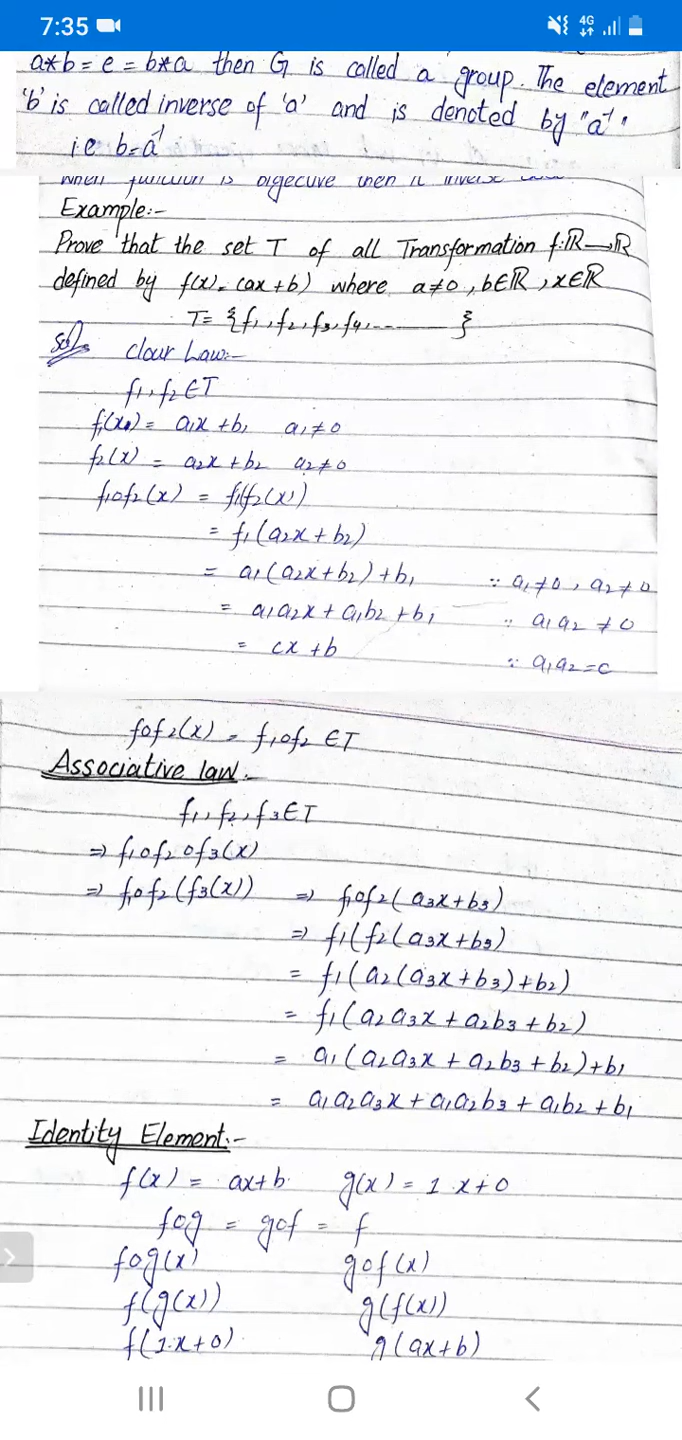 7:35
4G
a*b = e = b*a then G is called a group. The element
'b' is called inverse of 'a' and is denoted by "a⁻¹"
i.e b=a⁻¹
Example:-
Prove that the set T of all Transformation f:ℝ→ℝ
defined by f(x) = (ax+b) where a≠0, b∈ℝ, x∈ℝ
T= {f₁, f₂, f₃, f₄, -------- }
Sol
Clour Law:-
f₁, f₂ ∈T
f₁(x) = a₁x + b₁ a₁≠0
f₂(x) = a₂x + b₂ a₂≠0
f₁of₂(x) = f₁(f₂(x))
= f₁(a₂x + b₂)
= a₁(a₂x+b₂)+b₁ ∵ a₁≠0, a₂≠0
= a₁a₂x + a₁b₂ + b₁ ∵ a₁a₂ ≠0
= cx +b ∵ a₁a₂=c
fof₂(x) = f₁of₂ ∈T
Associative law:-
f₁, f₂, f₃∈T
⇒ f₁of₂of₃(x)
⇒ f₁of₂(f₃(x)) ⇒ f₁of₂(a₃x+b₃)
⇒ f₁(f₂(a₃x+b₃)
= f₁(a₂(a₃x+b₃)+b₂)
= f₁(a₂a₃x + a₂b₃ + b₂)
= a₁(a₂a₃x + a₂b₃ + b₂)+b₁
= a₁a₂a₃x + a₁a₂b₃ + a₁b₂ + b₁
Identity Element:-
f(x) = ax+b g(x) = 1.x+0
fog = gof = f
fog(x) gof(x)
f(g(x)) g(f(x))
f(1.x+0) g(ax+b)